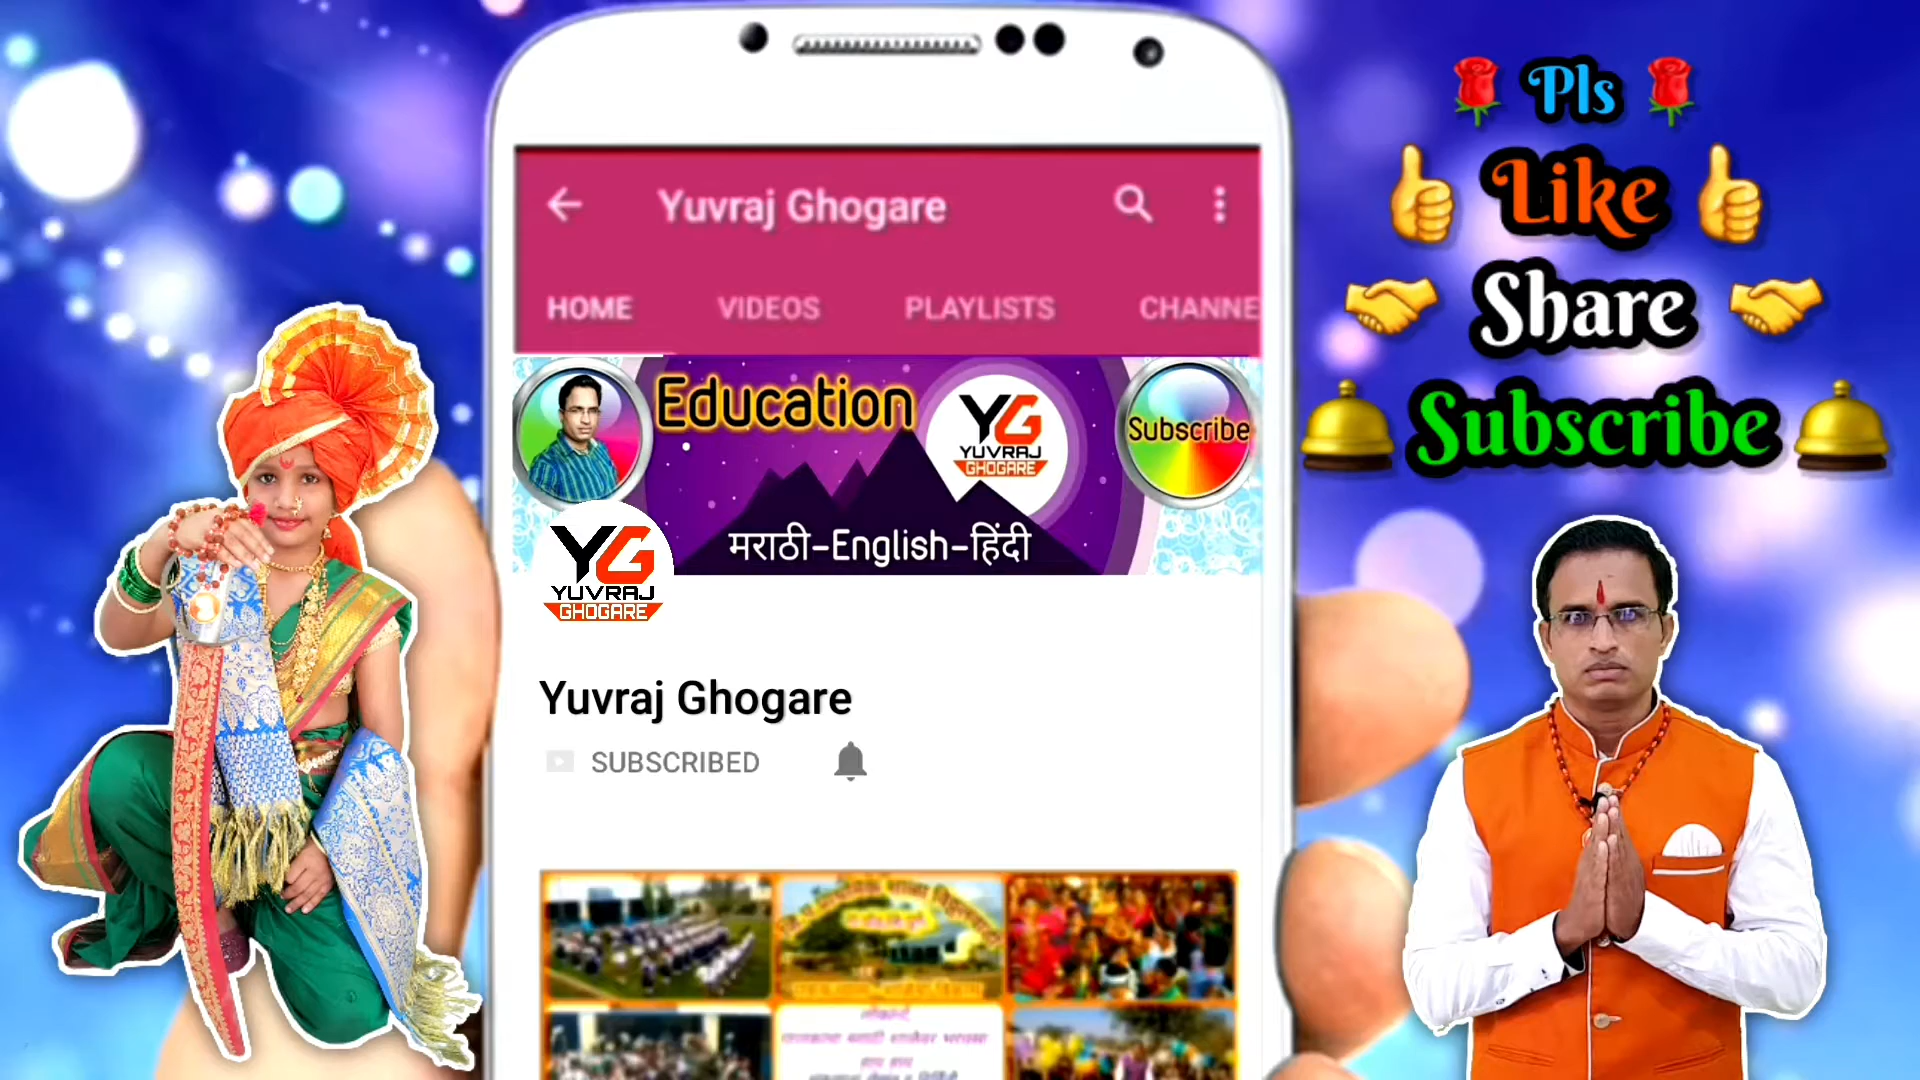 Pls
Like
Share
Subscribe
Yuvraj Ghogare
HOME VIDEOS PLAYLISTS CHANNE
Education
YG
YUVRAJ
GHOGARE
Subscribe
मराठी-English-हिंदी
YG
YUVRAJ
GHOGARE
Yuvraj Ghogare
SUBSCRIBED